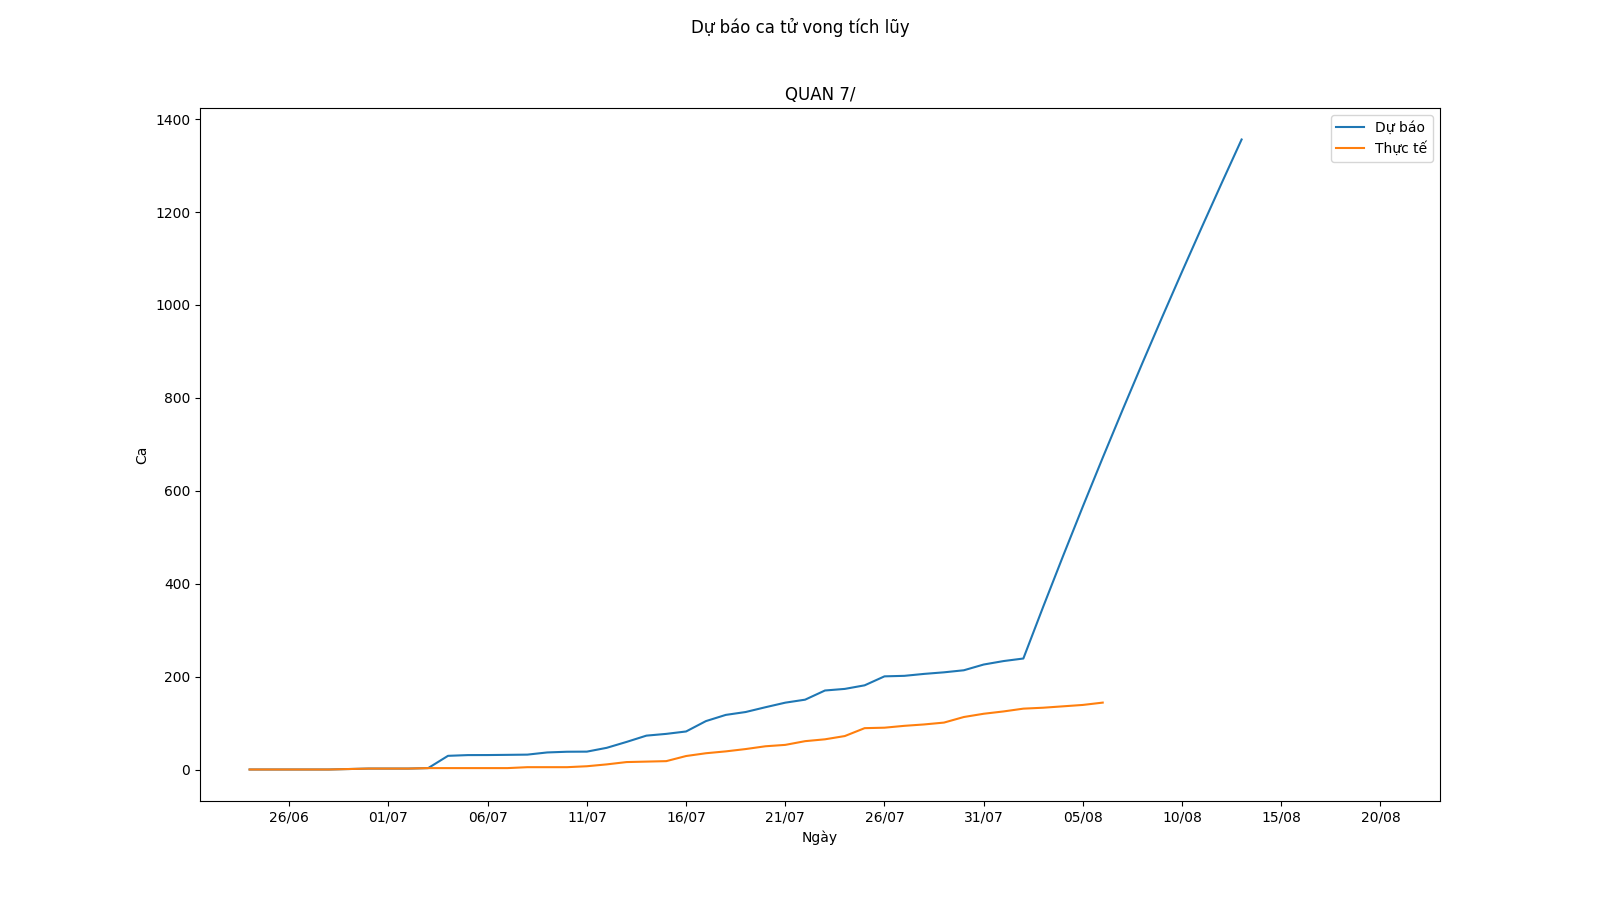 Dự báo ca tử vong tích lũy
QUAN 7/
1400
1200
1000
800
600
400
200
0
Ca
Dự báo
Thực tế
26/06 01/07 06/07 11/07 16/07 21/07 26/07 31/07 05/08 10/08 15/08 20/08
Ngày